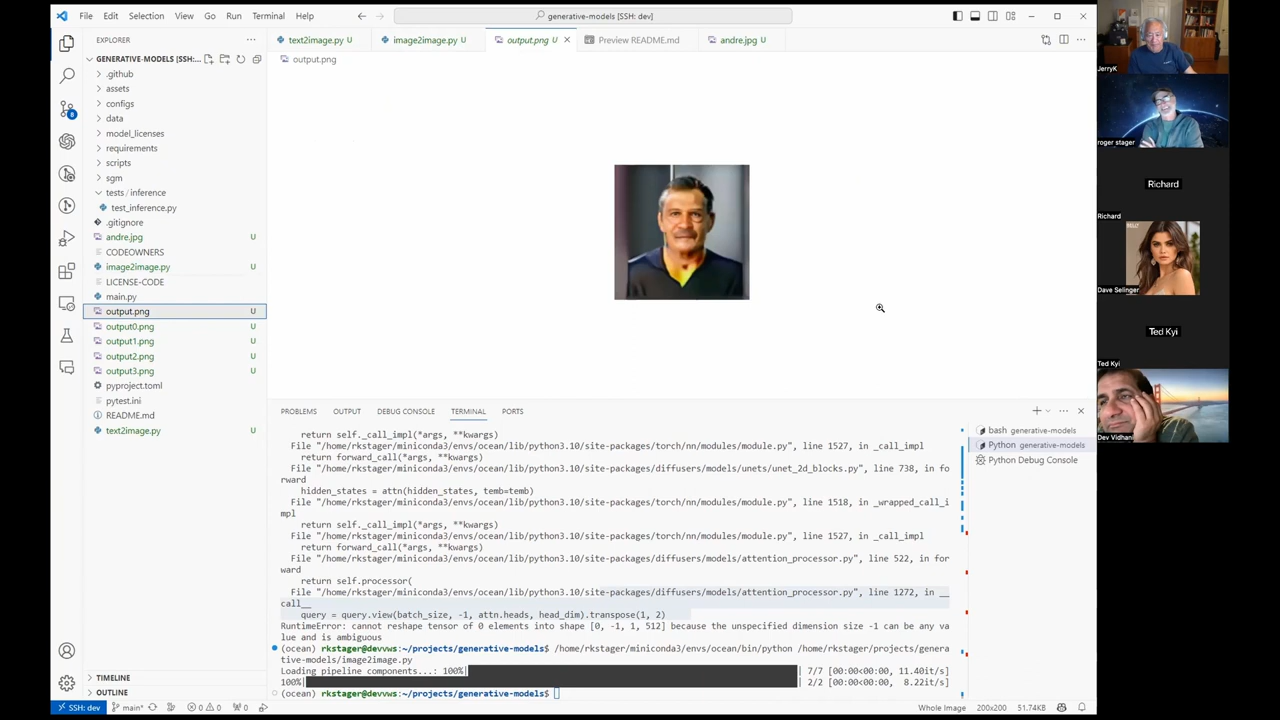 File Edit Selection View Go Run Terminal Help
generative-models [SSH: dev]
EXPLORER
text2image.py U
image2image.py U
output.png U
Preview README.md
andre.jpg U
GENERATIVE-MODELS [SSH:...
output.png
.github
assets
configs
data
model_licenses
requirements
scripts
sgm
tests / inference
test_inference.py
.gitignore
andre.jpg U
CODEOWNERS
image2image.py U
LICENSE-CODE
main.py
output.png U
output0.png U
output1.png U
output2.png U
output3.png U
pyproject.toml
pytest.ini
README.md
text2image.py U
TIMELINE
OUTLINE
8
PROBLEMS OUTPUT DEBUG CONSOLE TERMINAL PORTS
return self._call_impl(*args, **kwargs)
File "/home/rkstager/miniconda3/envs/ocean/lib/python3.10/site-packages/torch/nn/modules/module.py", line 1527, in _call_impl
return forward_call(*args, **kwargs)
File "/home/rkstager/miniconda3/envs/ocean/lib/python3.10/site-packages/diffusers/models/unets/unet_2d_blocks.py", line 738, in fo
rward
hidden_states = attn(hidden_states, temb=temb)
File "/home/rkstager/miniconda3/envs/ocean/lib/python3.10/site-packages/torch/nn/modules/module.py", line 1518, in _wrapped_call_i
mpl
return self._call_impl(*args, **kwargs)
File "/home/rkstager/miniconda3/envs/ocean/lib/python3.10/site-packages/torch/nn/modules/module.py", line 1527, in _call_impl
return forward_call(*args, **kwargs)
File "/home/rkstager/miniconda3/envs/ocean/lib/python3.10/site-packages/diffusers/models/attention_processor.py", line 522, in for
ward
return self.processor(
File "/home/rkstager/miniconda3/envs/ocean/lib/python3.10/site-packages/diffusers/models/attention_processor.py", line 1272, in __
call__
query = query.view(batch_size, -1, attn.heads, head_dim).transpose(1, 2)
RuntimeError: cannot reshape tensor of 0 elements into shape [0, -1, 1, 512] because the unspecified dimension size -1 can be any va
lue and is ambiguous
(ocean) rkstager@devvws:~/projects/generative-models$ /home/rkstager/miniconda3/envs/ocean/bin/python /home/rkstager/projects/genera
tive-models/image2image.py
Loading pipeline components...: 100%| | 7/7 [00:00<00:00, 11.40it/s]
100%| | 2/2 [00:00<00:00, 8.22it/s]
(ocean) rkstager@devvws:~/projects/generative-models$
bash generative-models
Python generative-models
Python Debug Console
SSH: dev
main*
0 0
0
Whole Image 200x200 51.74KB
JerryK
roger stager
Richard
Richard
Dave Selinger
Ted Kyi
Ted Kyi
Dev Vidhani